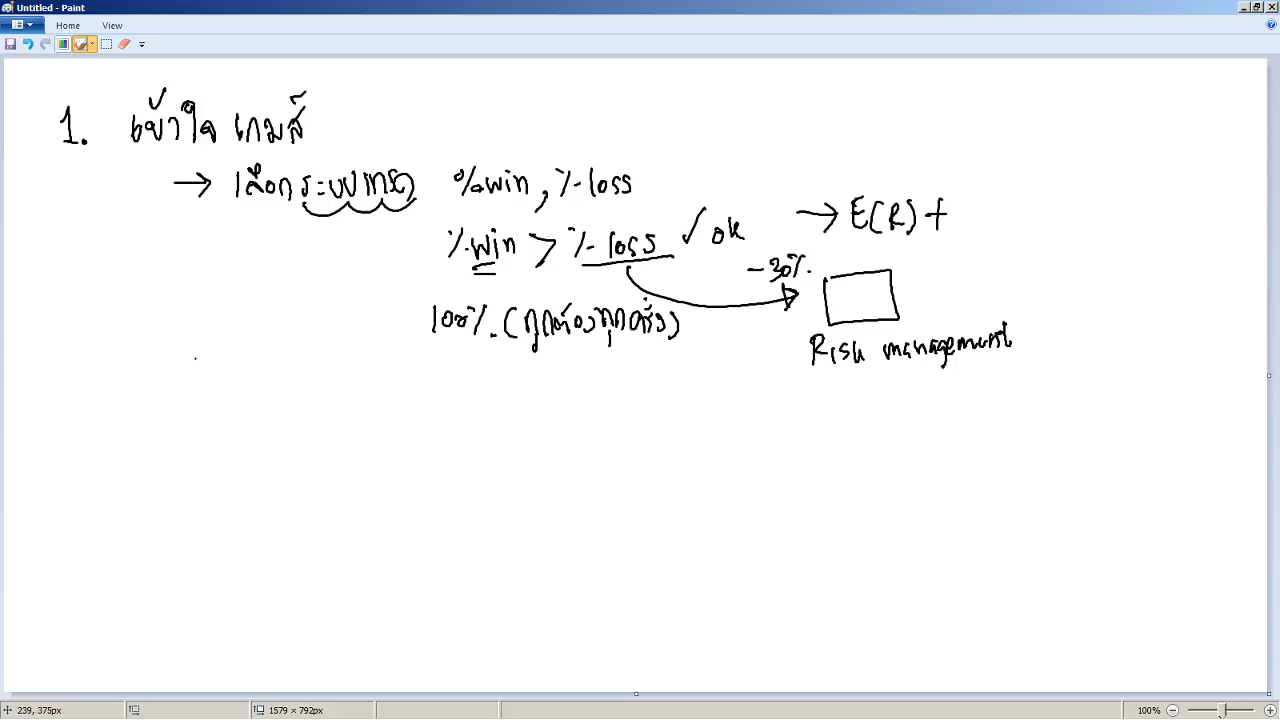 Untitled - Paint
Home View
1. เข้าใจ เกมส์
→ เลือกระบบเทรด %win, %loss
→ E(R) +
%win > %loss ✓ ok
-30%
100%. (ถูกต้องทุกครั้ง)
Risk management
239, 375px 1579 × 792px 100%